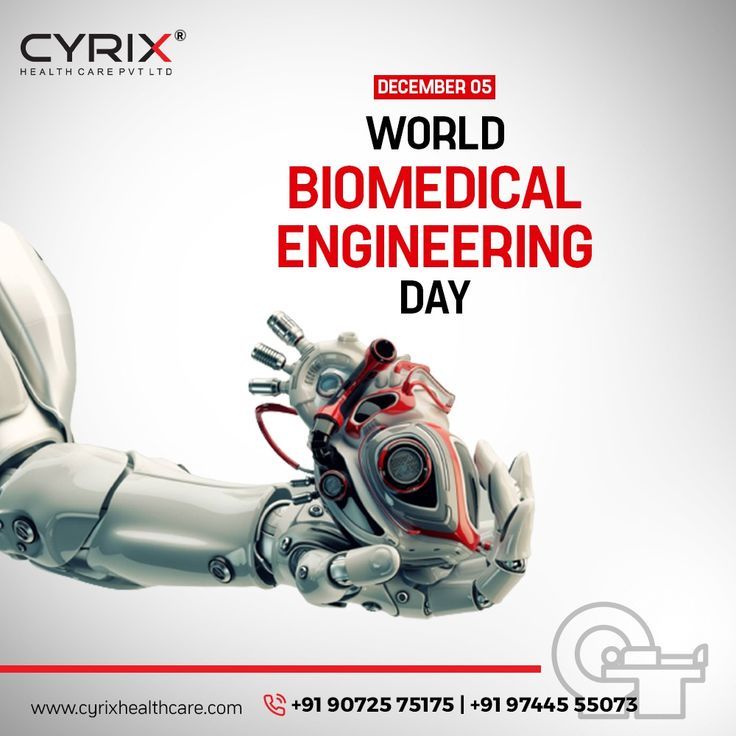 CYRIX®
HEALTH CARE PVT LTD
DECEMBER 05
WORLD
BIOMEDICAL
ENGINEERING
DAY
www.cyrixhealthcare.com
+91 90725 75175 | +91 97445 55073